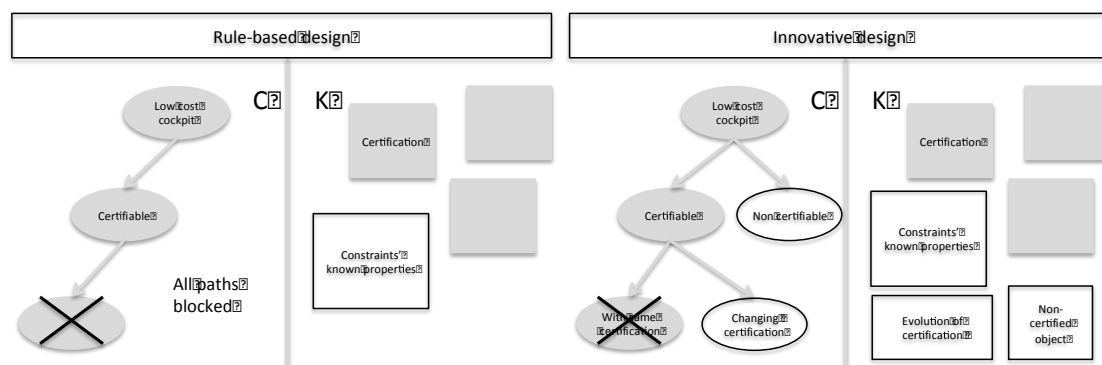 Rule-based design
Innovative design
C
K
Low cost
cockpit
Certification
Certifiable
Constraints'
known properties
All paths
blocked
C
K
Low cost
cockpit
Certification
Certifiable
Non certifiable
Constraints'
known properties
With same
certification
Changing
certification
Evolution of
certification
Non-
certified
object